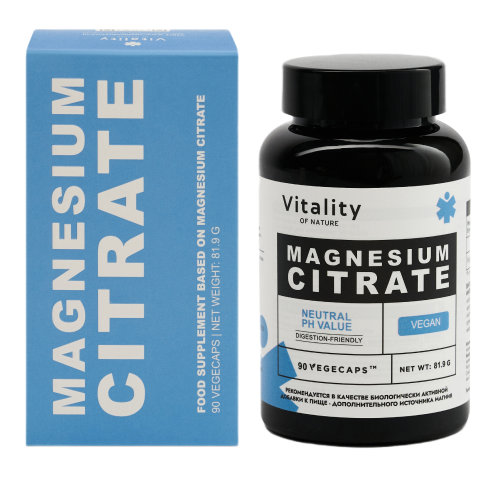 Vitality
MAGNESIUM
CITRATE
FOOD SUPPLEMENT BASED ON MAGNESIUM CITRATE
90 VEGECAPS | NET WEIGHT: 81.9 G
Vitality
OF NATURE
MAGNESIUM
CITRATE
NEUTRAL
PH VALUE
DIGESTION-FRIENDLY
VEGAN
90 VEGECAPS™
NET WT: 81.9 G
РЕКОМЕНДУЕТСЯ В КАЧЕСТВЕ БИОЛОГИЧЕСКИ АКТИВНОЙ
ДОБАВКИ К ПИЩЕ - ДОПОЛНИТЕЛЬНОГО ИСТОЧНИКА МАГНИЯ